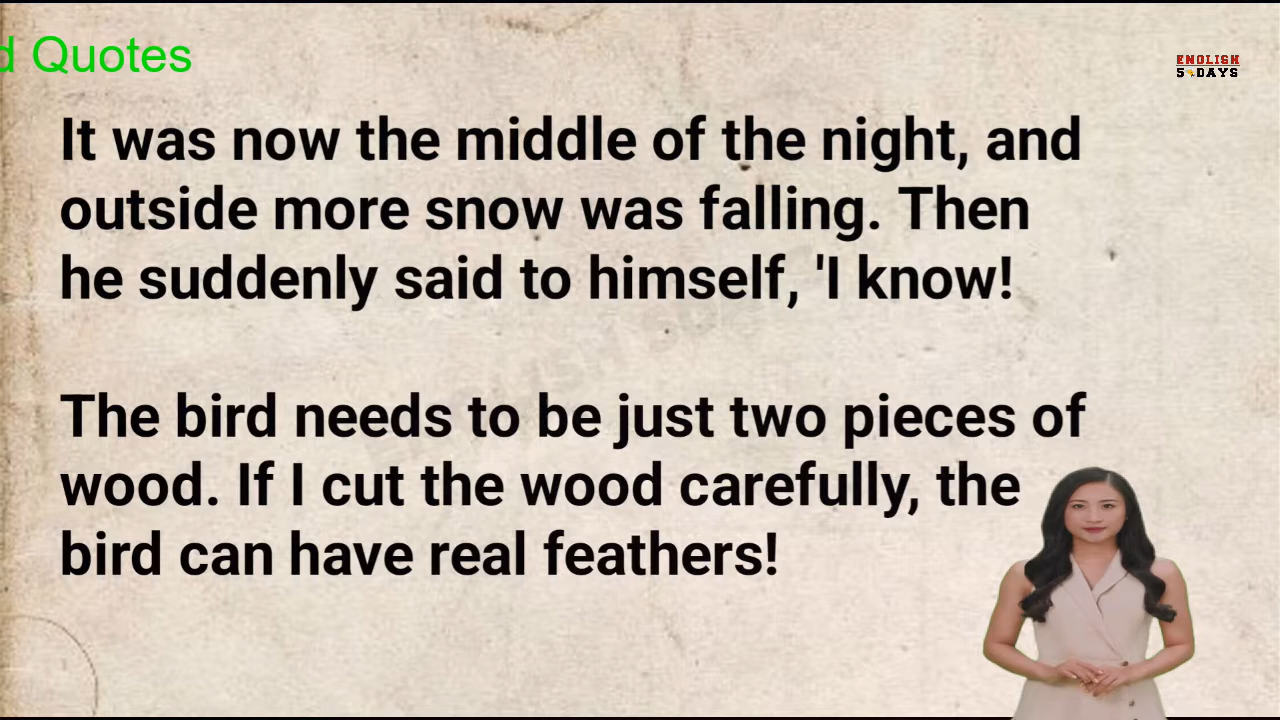 d Quotes
ENGLISH
5 DAYS
It was now the middle of the night, and
outside more snow was falling. Then
he suddenly said to himself, 'I know!
The bird needs to be just two pieces of
wood. If I cut the wood carefully, the
bird can have real feathers!